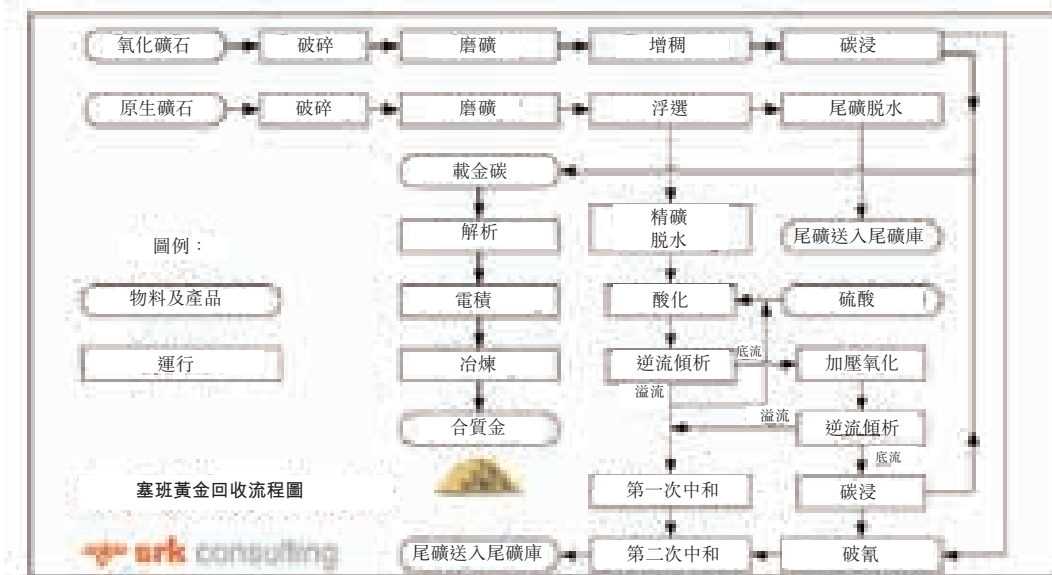 氧化礦石
破碎
磨礦
增稠
碳浸
原生礦石
破碎
磨礦
浮選
尾礦脱水
載金碳
精礦
脱水
尾礦送入尾礦庫
解析
圖例：
物料及產品
電積
酸化
硫酸
運行
冶煉
逆流傾析
底流
加壓氧化
溢流
合質金
溢流
逆流傾析
底流
塞班黃金回收流程圖
第一次中和
碳浸
srk consulting
尾礦送入尾礦庫
第二次中和
破氰